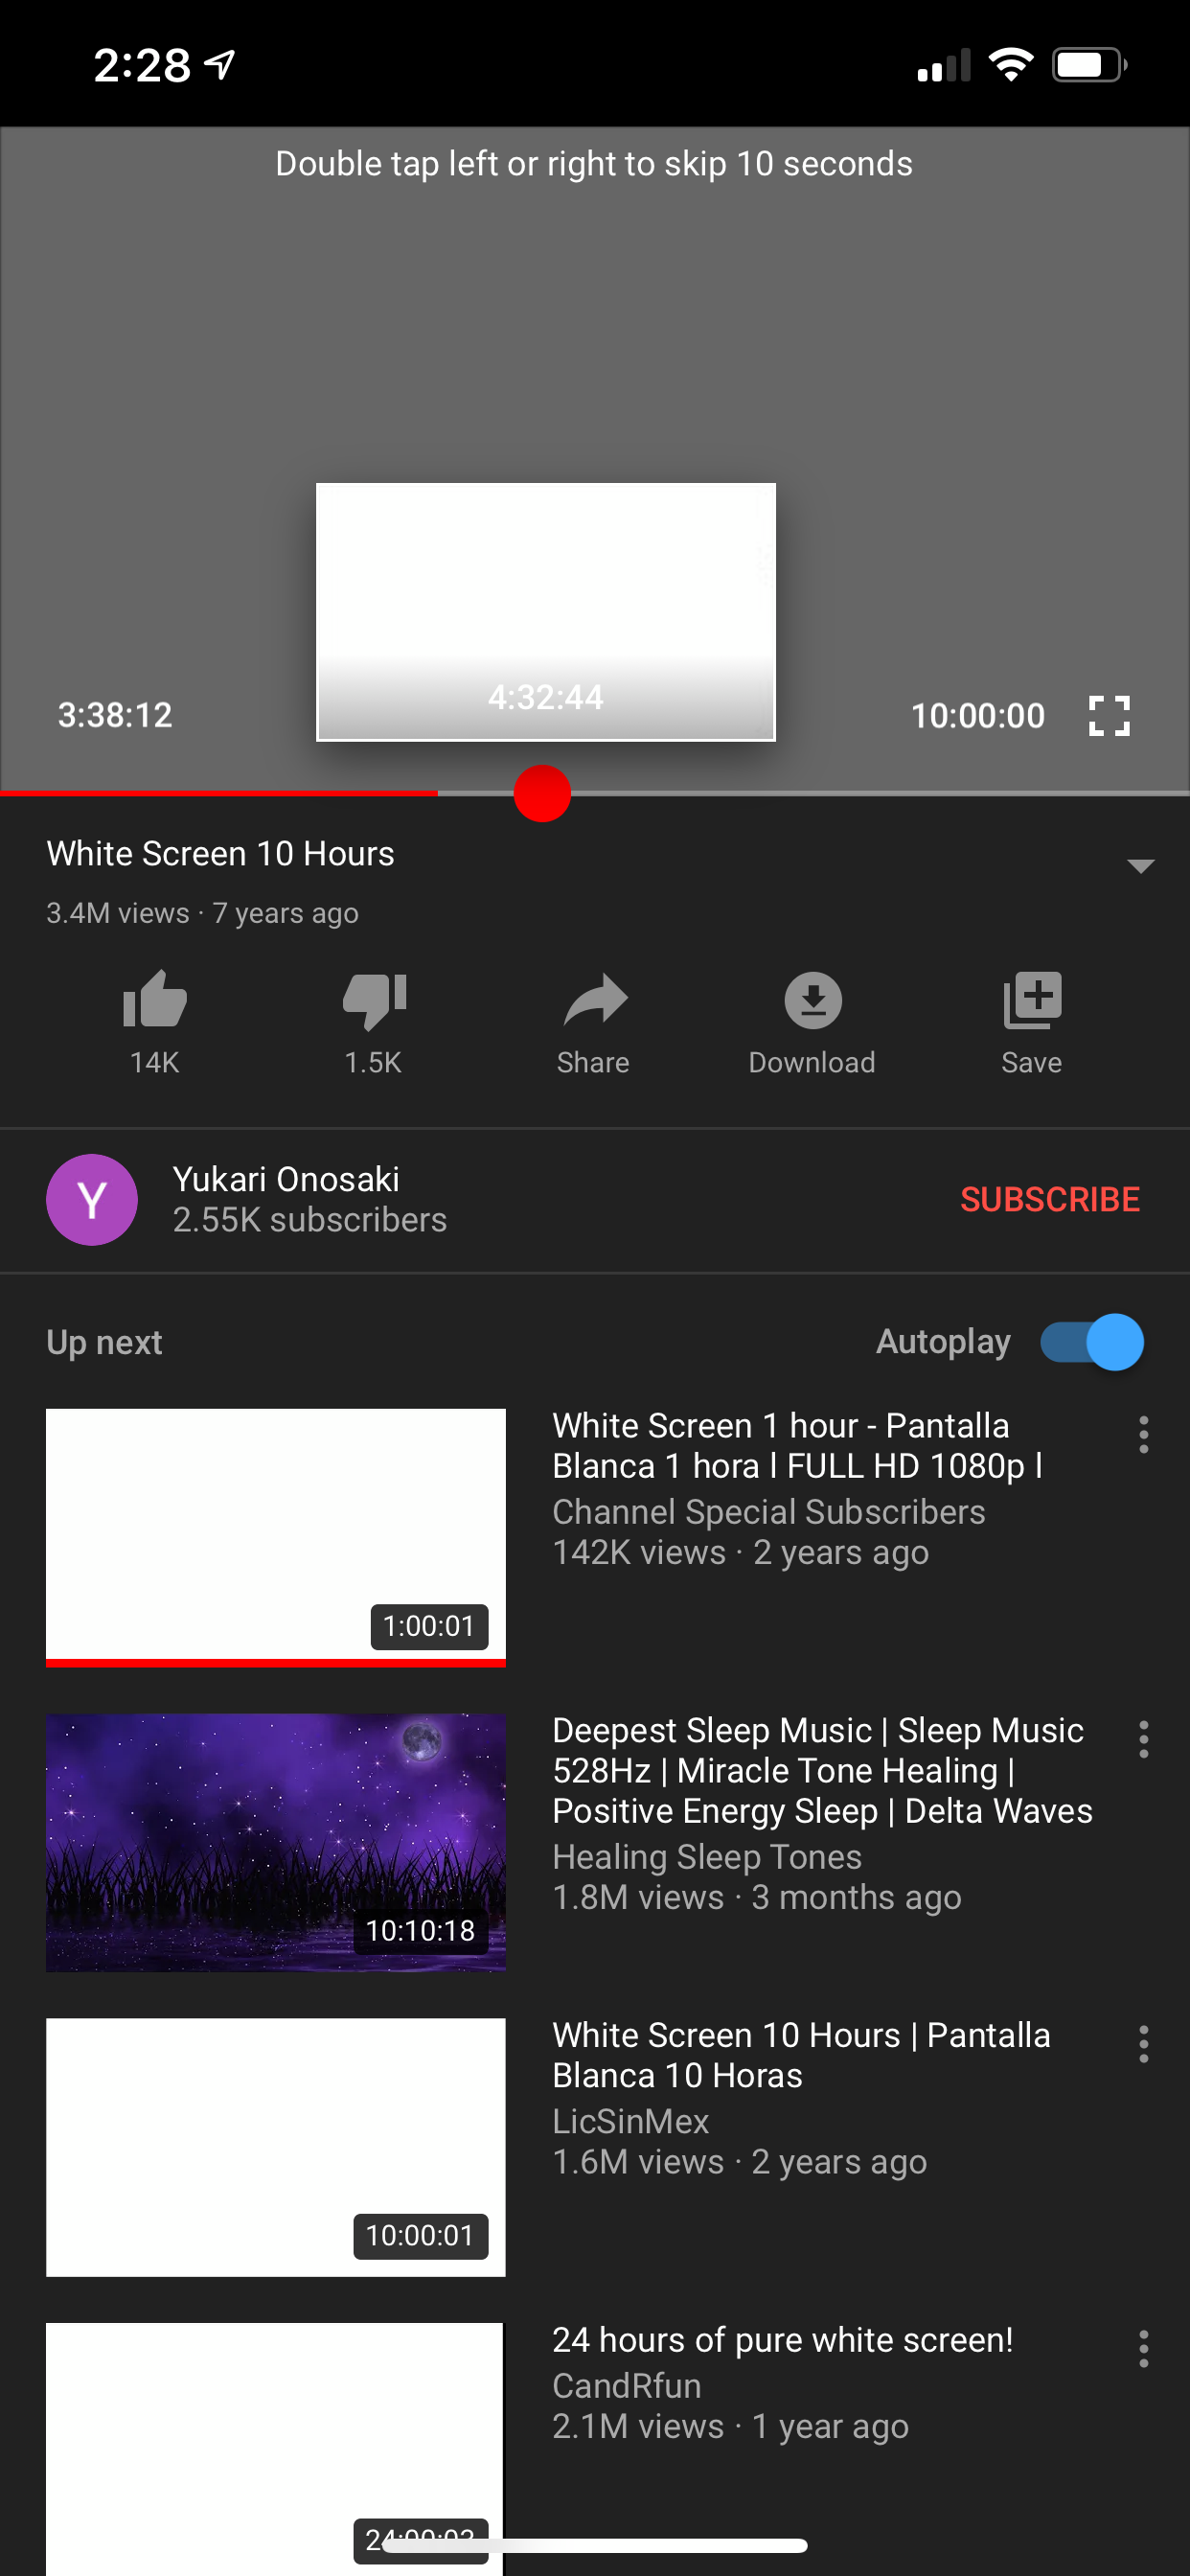 2:28
Double tap left or right to skip 10 seconds
4:32:44
3:38:12
10:00:00
White Screen 10 Hours
3.4M views · 7 years ago
14K
1.5K
Share
Download
Save
Y
Yukari Onosaki
2.55K subscribers
SUBSCRIBE
Up next
Autoplay
White Screen 1 hour - Pantalla
Blanca 1 hora l FULL HD 1080p l
Channel Special Subscribers
142K views · 2 years ago
1:00:01
Deepest Sleep Music | Sleep Music
528Hz | Miracle Tone Healing |
Positive Energy Sleep | Delta Waves
Healing Sleep Tones
1.8M views · 3 months ago
10:10:18
White Screen 10 Hours | Pantalla
Blanca 10 Horas
LicSinMex
1.6M views · 2 years ago
10:00:01
24 hours of pure white screen!
CandRfun
2.1M views · 1 year ago